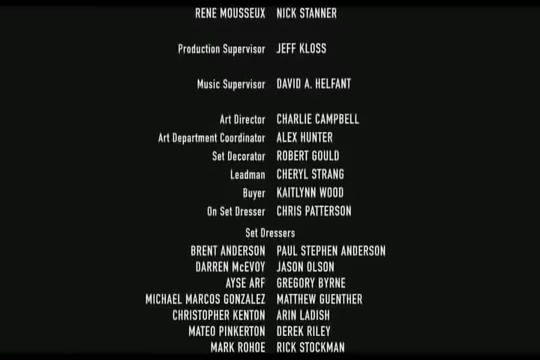 RENE MOUSSEUX NICK STANNER
Production Supervisor JEFF KLOSS
Music Supervisor DAVID A. HELFANT
Art Director CHARLIE CAMPBELL
Art Department Coordinator ALEX HUNTER
Set Decorator ROBERT GOULD
Leadman CHERYL STRANG
Buyer KAITLYNN WOOD
On Set Dresser CHRIS PATTERSON
Set Dressers
BRENT ANDERSON PAUL STEPHEN ANDERSON
DARREN McEVOY JASON OLSON
AYSE ARF GREGORY BYRNE
MICHAEL MARCOS GONZALEZ MATTHEW GUENTHER
CHRISTOPHER KENTON ARIN LADISH
MATEO PINKERTON DEREK RILEY
MARK ROHOE RICK STOCKMAN